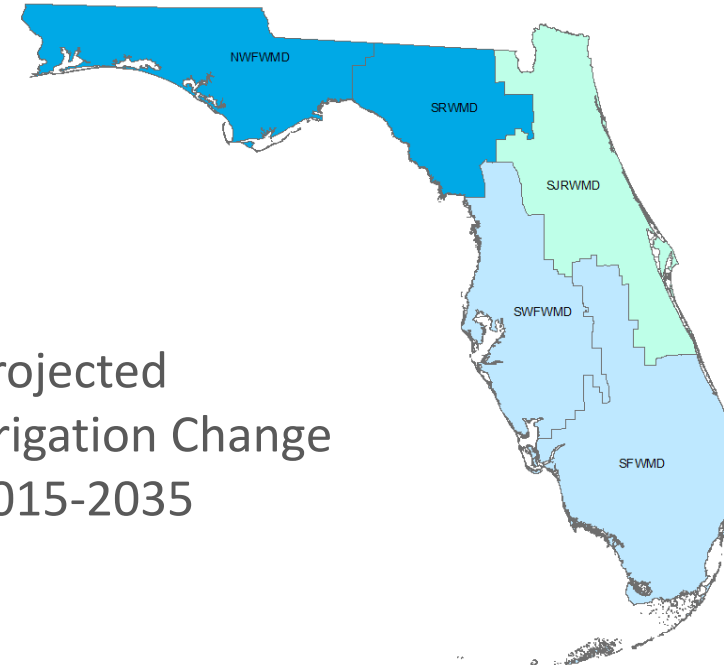 NWFWMD
SRWMD
SJRWMD
SWFWMD
rojected
rigation Change
015-2035
SFWMD